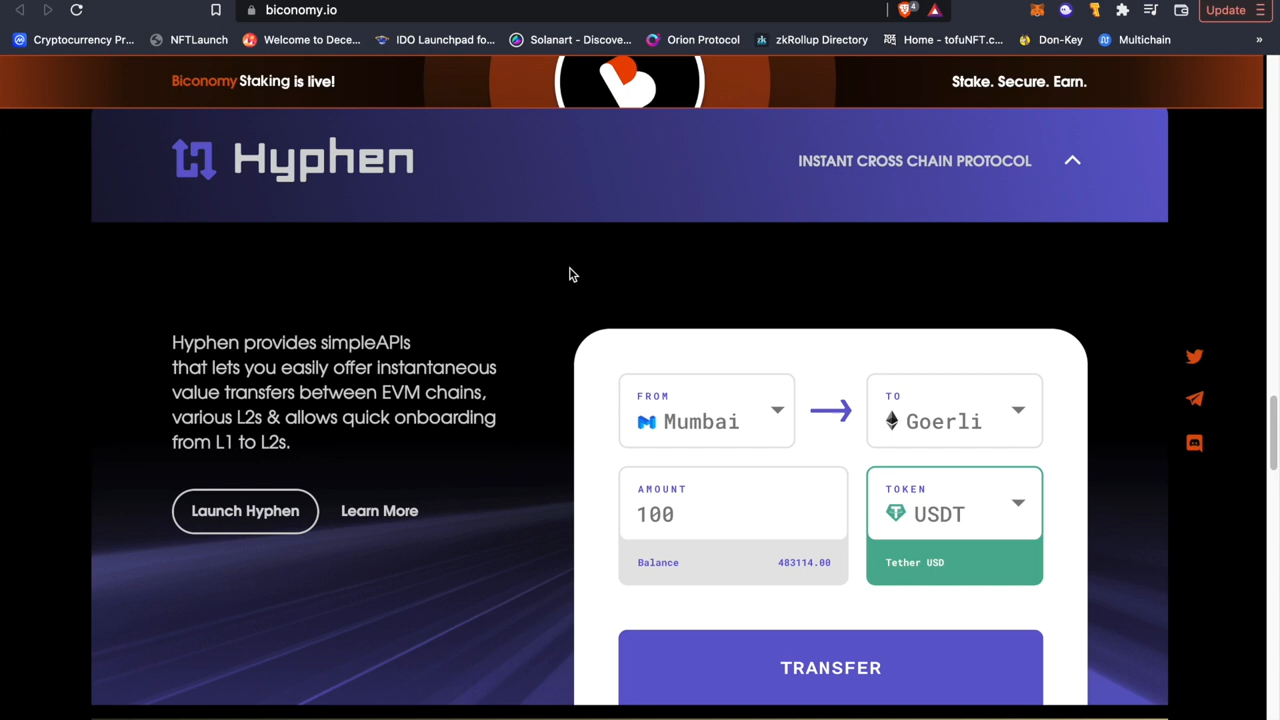 biconomy.io
4
Update
Cryptocurrency Pr...
NFTLaunch
Welcome to Dece...
IDO Launchpad fo...
Solanart - Discove...
Orion Protocol
zk
zkRollup Directory
Home - tofuNFT.c...
Don-Key
Multichain
»
Biconomy Staking is live!
Stake. Secure. Earn.
Hyphen
INSTANT CROSS CHAIN PROTOCOL
Hyphen provides simpleAPIs
that lets you easily offer instantaneous
value transfers between EVM chains,
various L2s & allows quick onboarding
from L1 to L2s.
Launch Hyphen
Learn More
FROM
Mumbai
TO
Goerli
AMOUNT
100
Balance
483114.00
TOKEN
USDT
Tether USD
TRANSFER